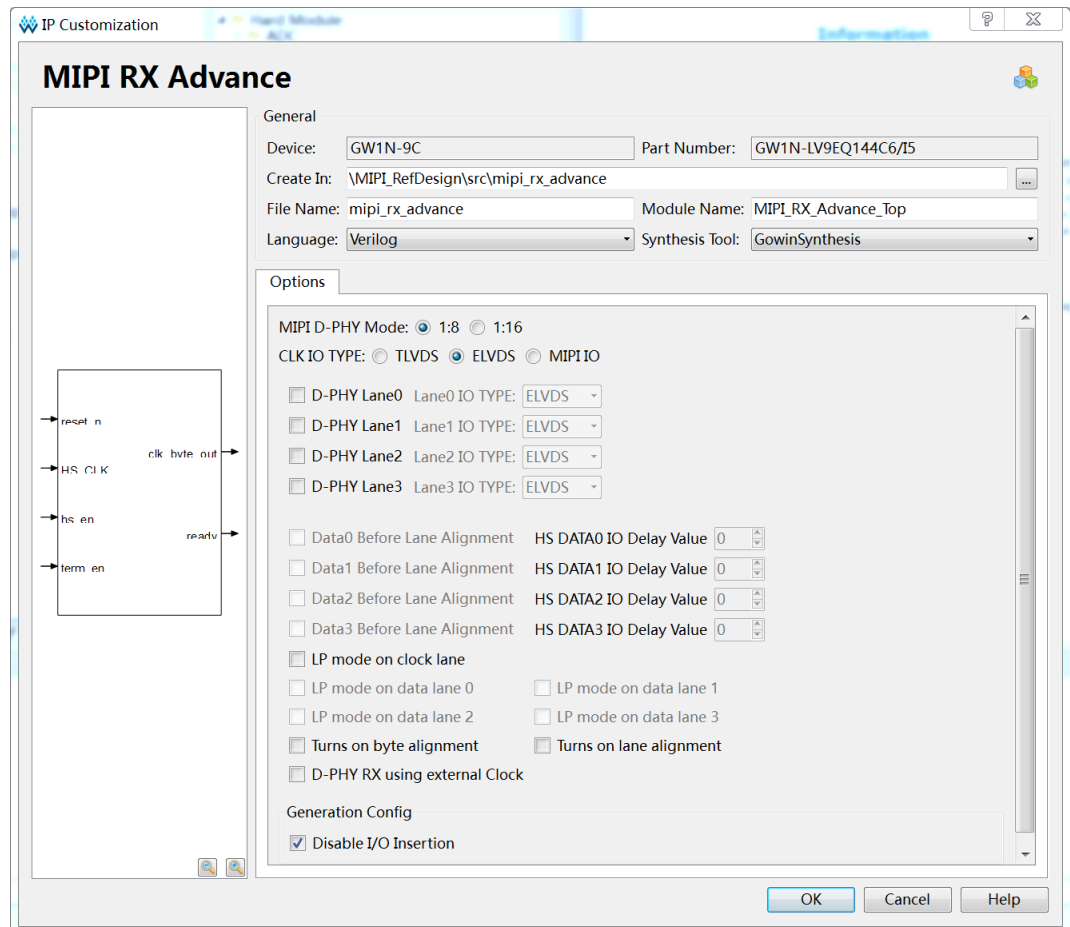 IP Customization
Hard Module
Information
MIPI RX Advance
General
Device: GW1N-9C Part Number: GW1N-LV9EQ144C6/I5
Create In: \MIPI_RefDesign\src\mipi_rx_advance ...
File Name: mipi_rx_advance Module Name: MIPI_RX_Advance_Top
Language: Verilog Synthesis Tool: GowinSynthesis
Options
MIPI D-PHY Mode: 1:8 1:16
CLK IO TYPE: TLVDS ELVDS MIPI IO
D-PHY Lane0 Lane0 IO TYPE: ELVDS
D-PHY Lane1 Lane1 IO TYPE: ELVDS
D-PHY Lane2 Lane2 IO TYPE: ELVDS
D-PHY Lane3 Lane3 IO TYPE: ELVDS
reset_n
clk_byte_out
HS_CLK
hs_en
ready
term_en
Data0 Before Lane Alignment HS DATA0 IO Delay Value 0
Data1 Before Lane Alignment HS DATA1 IO Delay Value 0
Data2 Before Lane Alignment HS DATA2 IO Delay Value 0
Data3 Before Lane Alignment HS DATA3 IO Delay Value 0
LP mode on clock lane
LP mode on data lane 0 LP mode on data lane 1
LP mode on data lane 2 LP mode on data lane 3
Turns on byte alignment Turns on lane alignment
D-PHY RX using external Clock
Generation Config
Disable I/O Insertion
OK Cancel Help